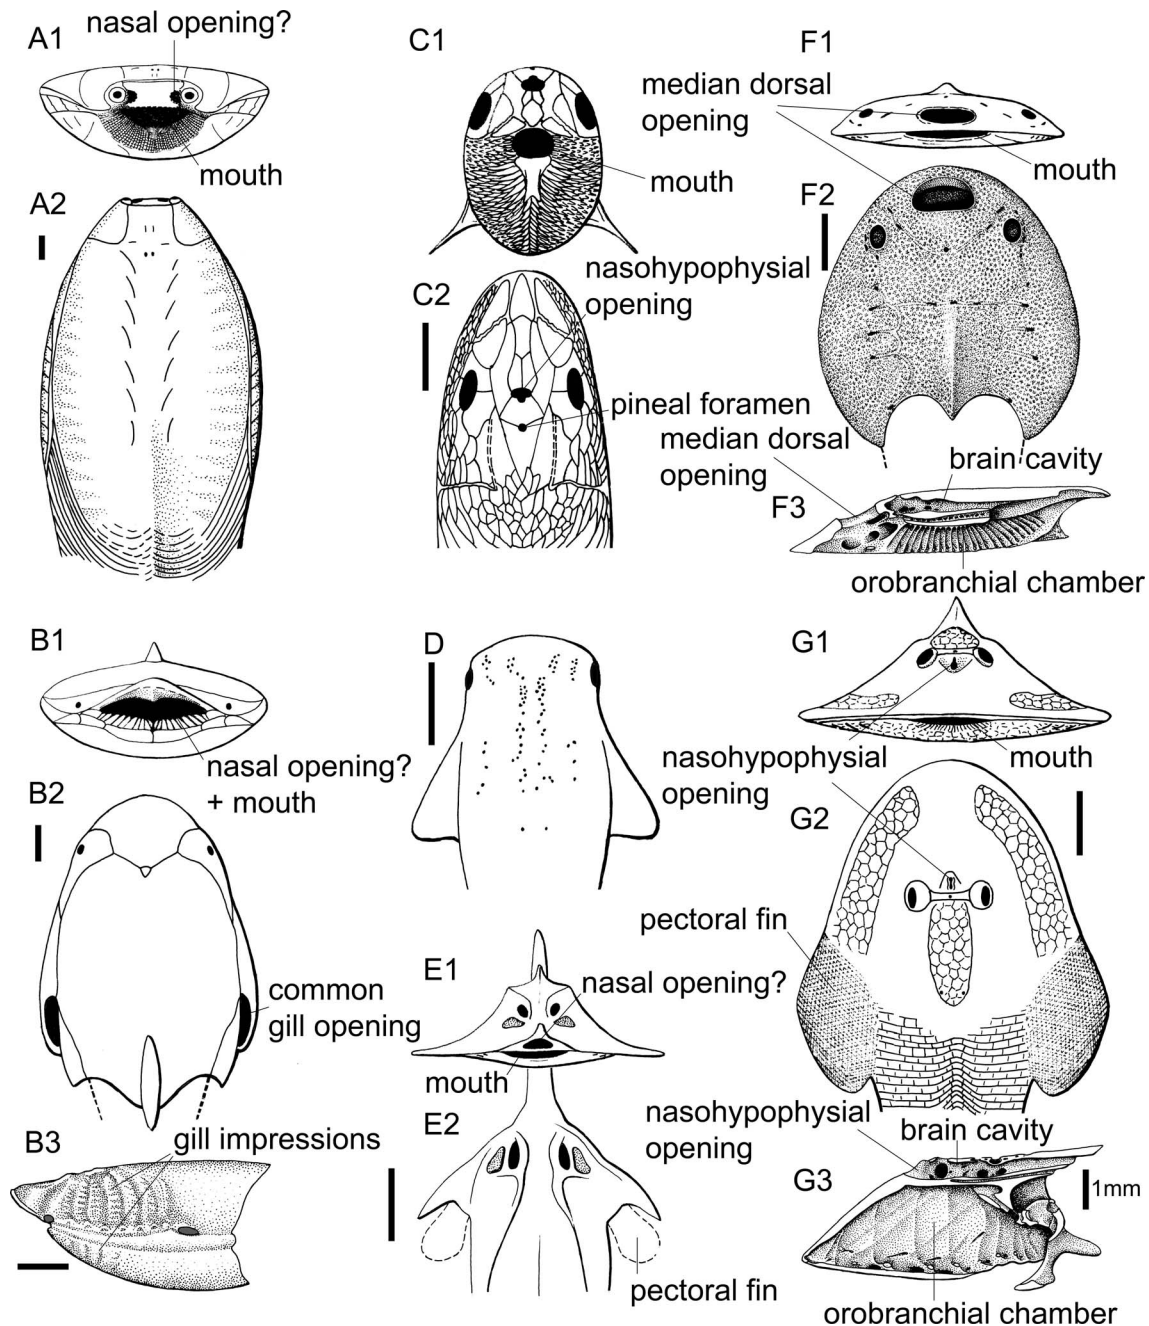 A1
nasal opening?
mouth
A2
B1
nasal opening?
+ mouth
B2
common
gill opening
B3
gill impressions
C1
mouth
nasohypophysial
opening
C2
pineal foramen
D
E1
nasal opening?
mouth
E2
pectoral fin
F1
median dorsal
opening
mouth
F2
median dorsal
opening
brain cavity
F3
orobranchial chamber
G1
nasohypophysial
opening
mouth
G2
pectoral fin
nasohypophysial
opening
brain cavity
G3
1mm
orobranchial chamber